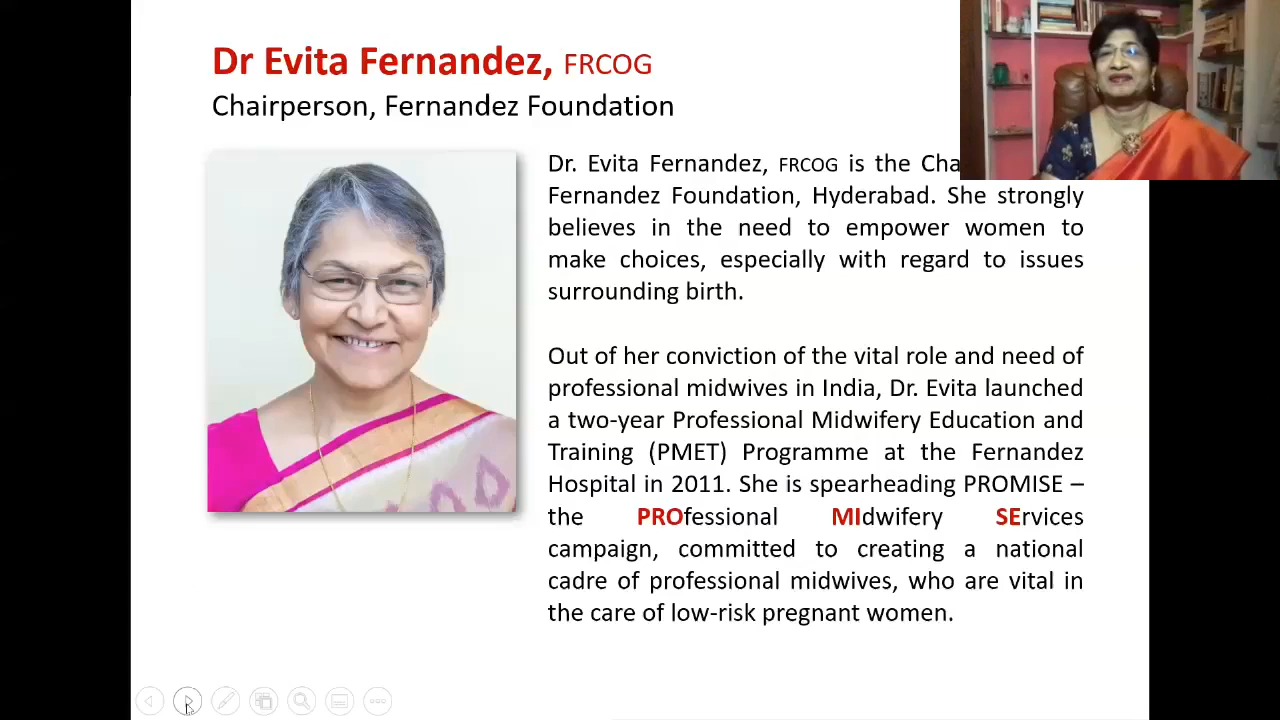 Dr Evita Fernandez, FRCOG
Chairperson, Fernandez Foundation
Dr. Evita Fernandez, FRCOG is the Cha
Fernandez Foundation, Hyderabad. She strongly
believes in the need to empower women to
make choices, especially with regard to issues
surrounding birth.
Out of her conviction of the vital role and need of
professional midwives in India, Dr. Evita launched
a two-year Professional Midwifery Education and
Training (PMET) Programme at the Fernandez
Hospital in 2011. She is spearheading PROMISE –
the PROfessional MIdwifery SErvices
campaign, committed to creating a national
cadre of professional midwives, who are vital in
the care of low-risk pregnant women.